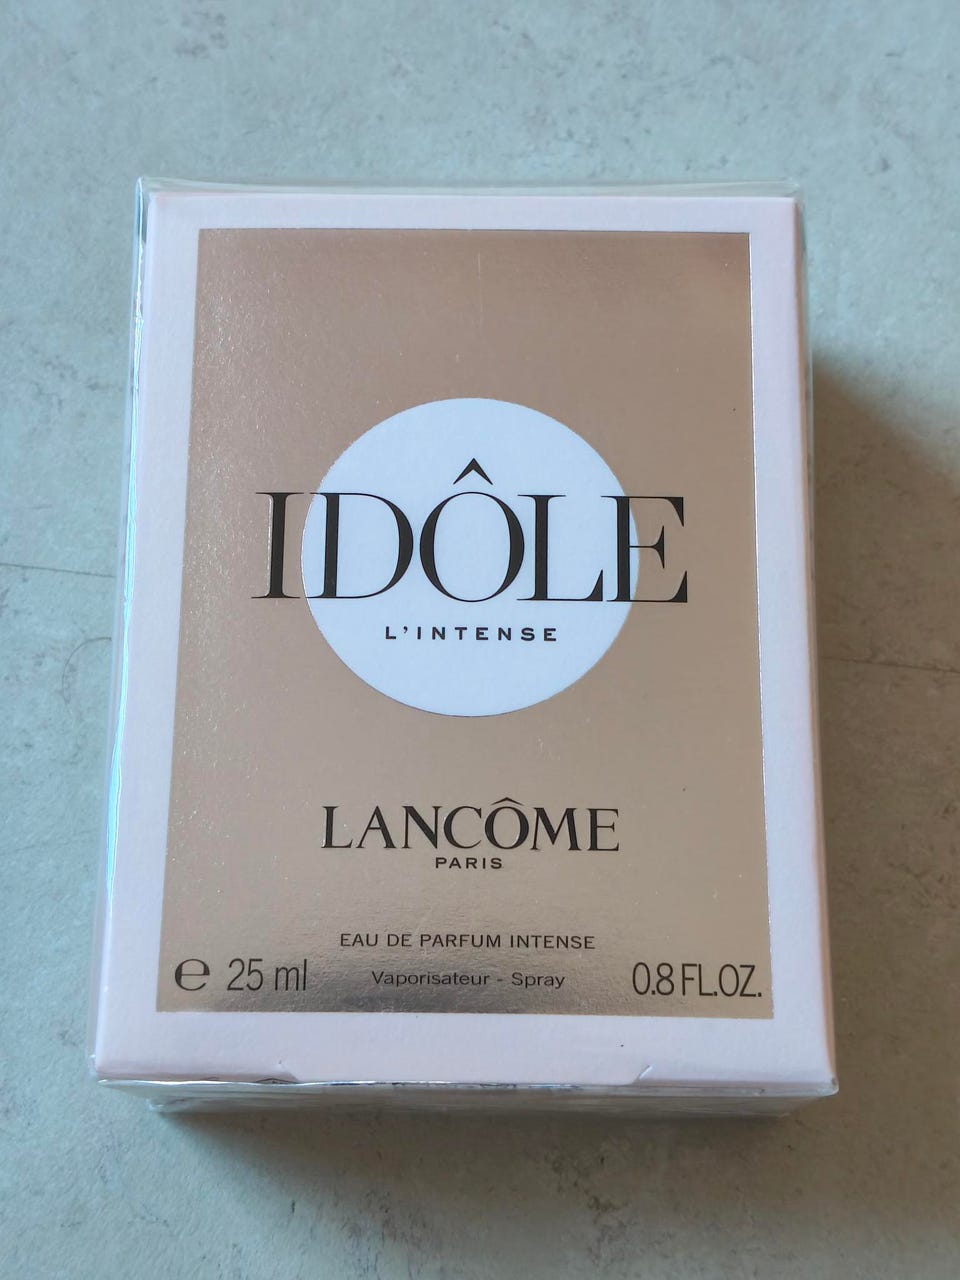 IDÔLE
L'INTENSE
LANCÔME
PARIS
EAU DE PARFUM INTENSE
℮ 25 ml Vaporisateur - Spray 0.8 FL.OZ.